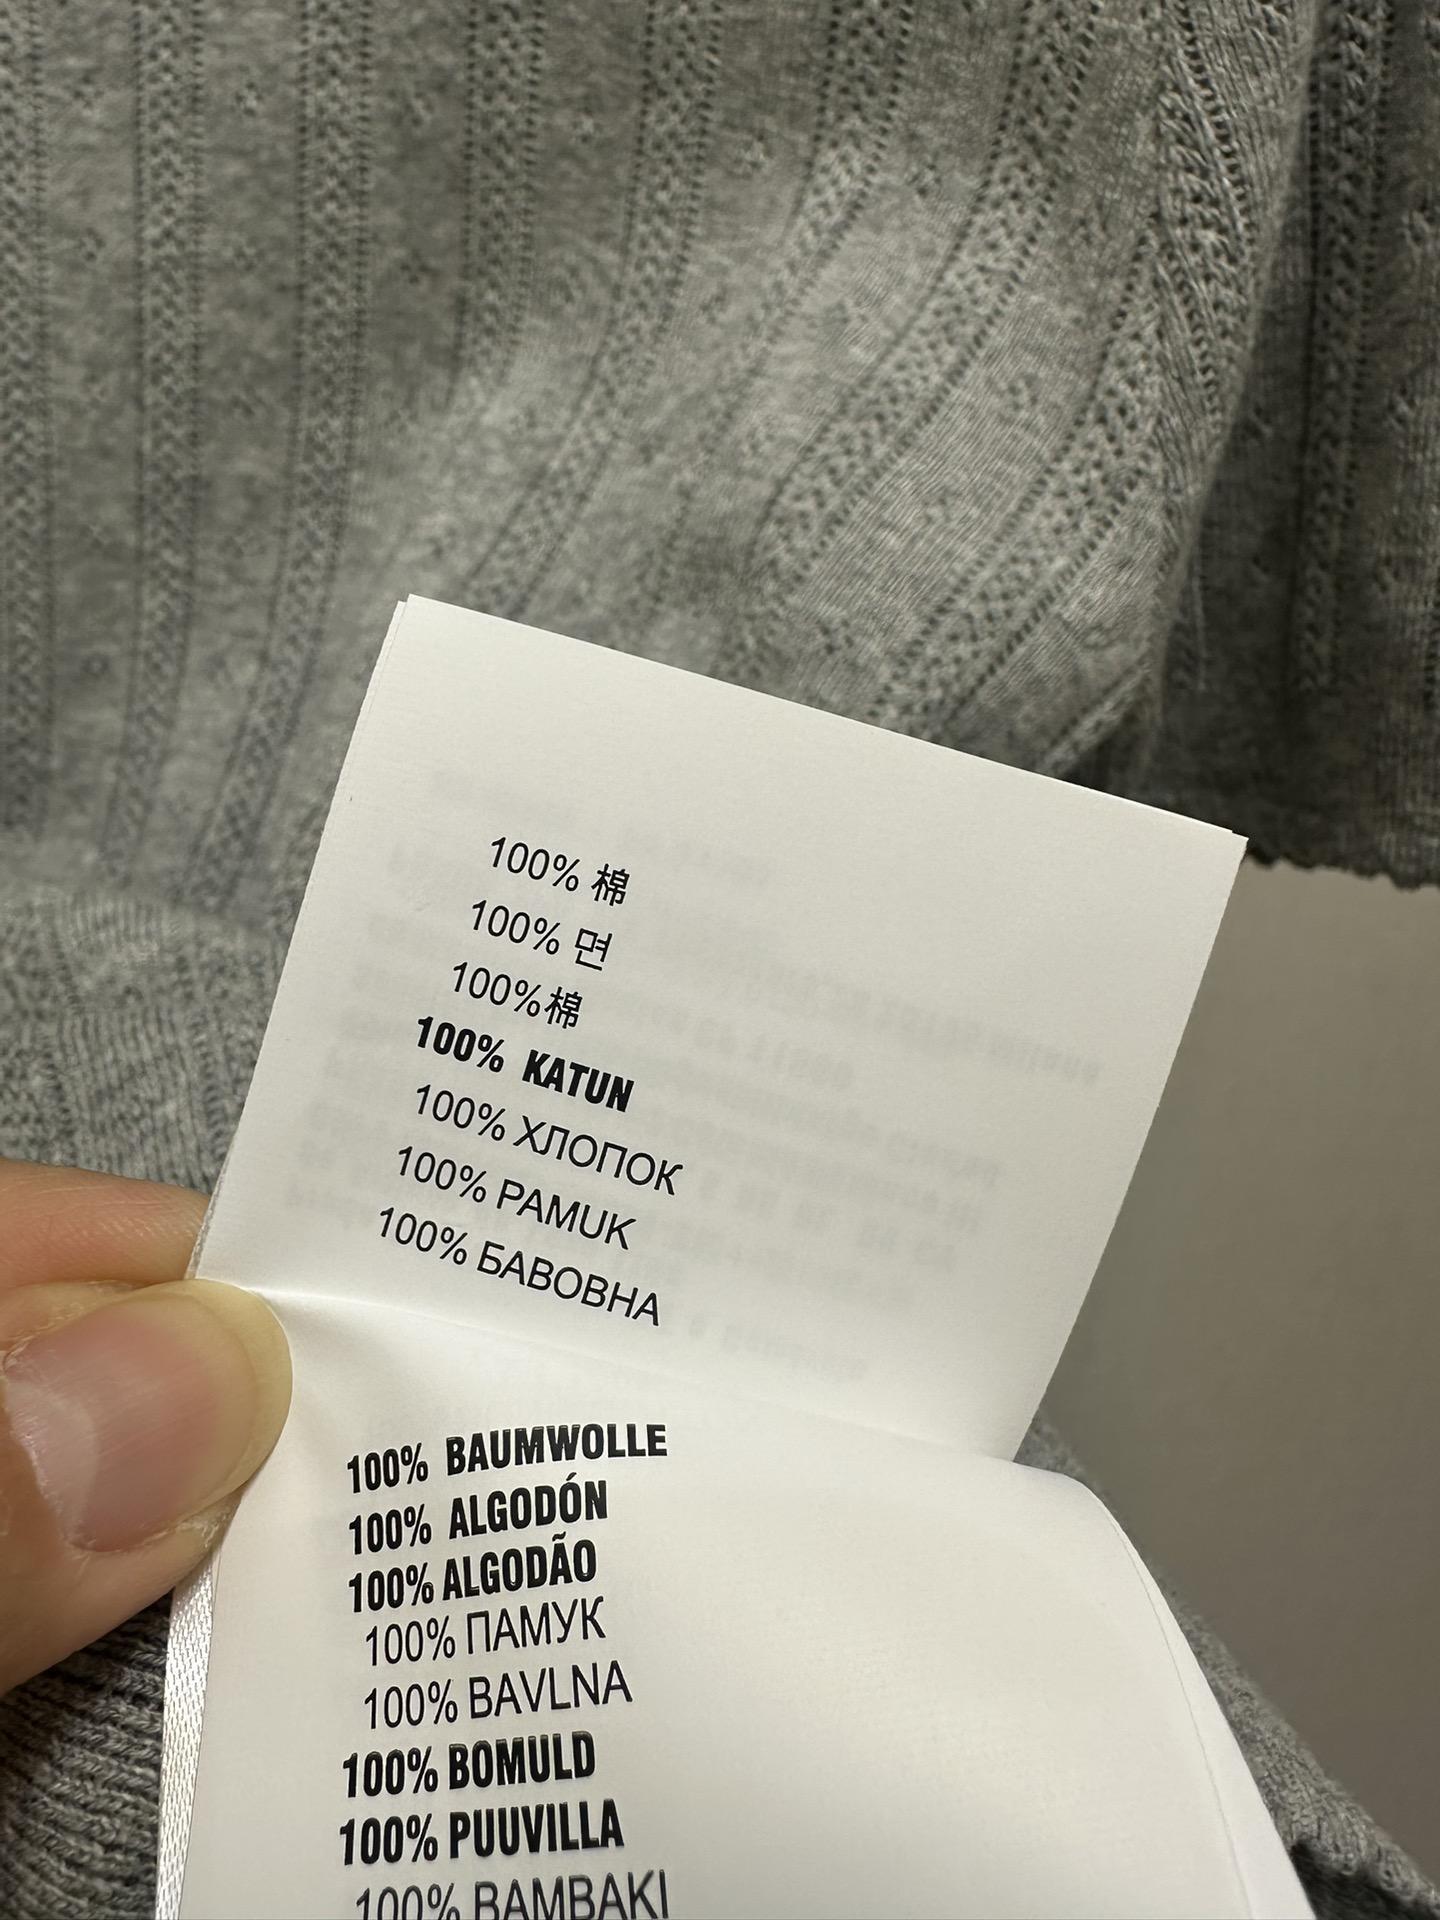 100% 棉
100% 면
100%棉
100% KATUN
100% ХЛОПОК
100% PAMUK
100% БАВОВНА
100% BAUMWOLLE
100% ALGODÓN
100% ALGODÃO
100% ПАМУК
100% BAVLNA
100% BOMULD
100% PUUVILLA
100% BAMBAKI